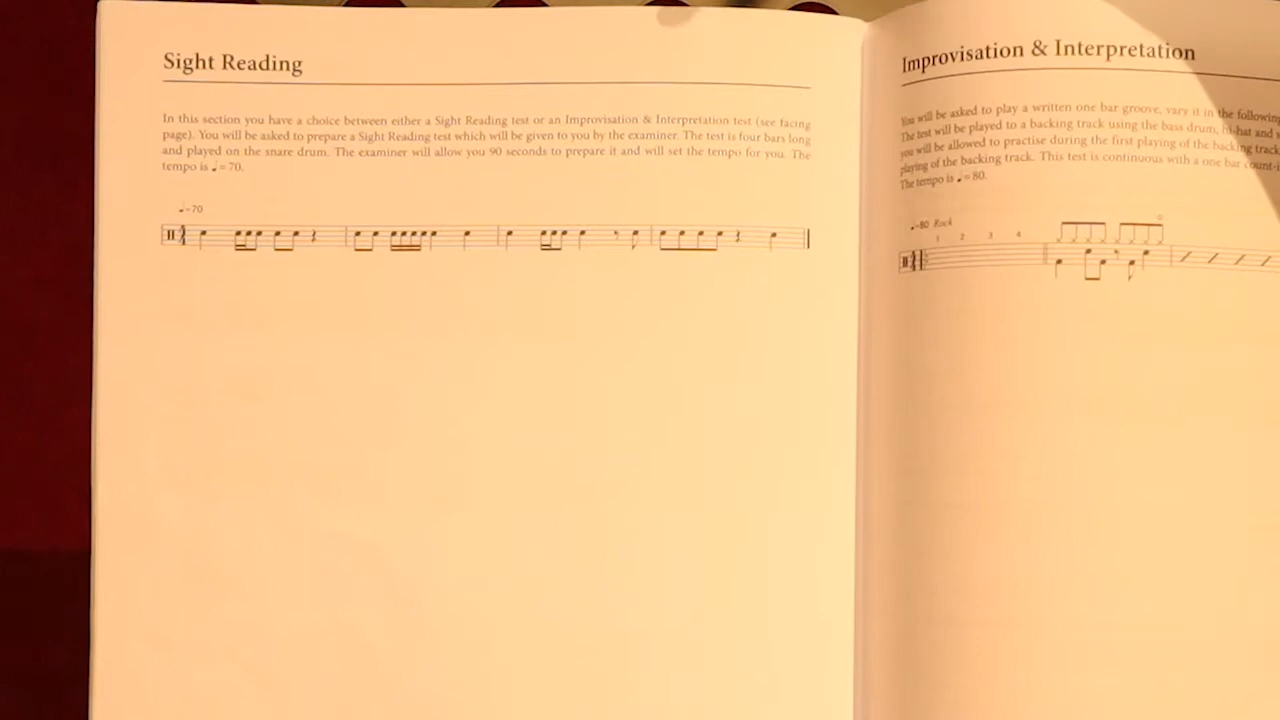 Sight Reading
In this section you have a choice between either a Sight Reading test or an Improvisation & Interpretation test (see facing
page). You will be asked to prepare a Sight Reading test which will be given to you by the examiner. The test is four bars long
and played on the snare drum. The examiner will allow you 90 seconds to prepare it and will set the tempo for you. The
tempo is ♩=70.
♩=70
Improvisation & Interpretation
You will be asked to play a written one bar groove, vary it in the following
The test will be played to a backing track using the bass drum, hi-hat and
you will be allowed to practise during the first playing of the backing track
playing of the backing track. This test is continuous with a one bar count-i
The tempo is ♩=80.
♩=80 Rock
1 2 3 4